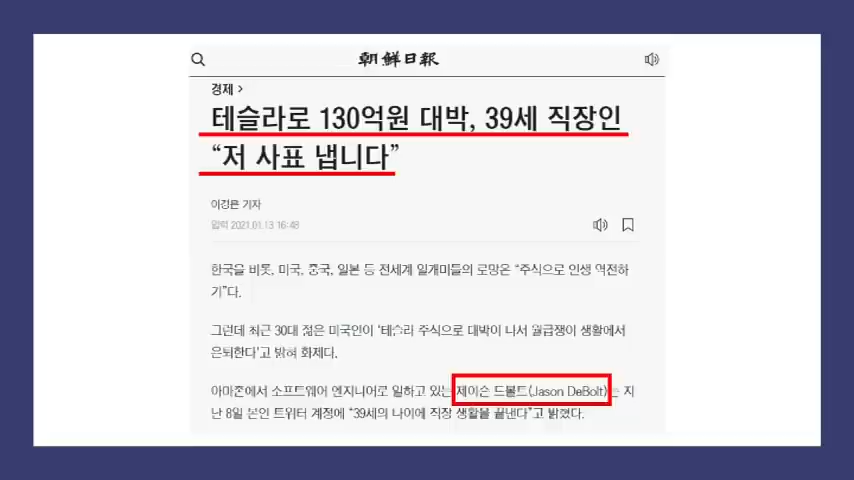 朝鮮日報
경제 >
테슬라로 130억원 대박, 39세 직장인
“저 사표 냅니다”
이경은 기자
입력 2021.01.13 16:48
한국을 비롯, 미국, 중국, 일본 등 전세계 일개미들의 로망은 “주식으로 인생 역전하
기”다.
그런데 최근 30대 젊은 미국인이 ‘테슬라 주식으로 대박이 나서 월급쟁이 생활에서
은퇴한다’고 밝혀 화제다.
아마존에서 소프트웨어 엔지니어로 일하고 있는 제이슨 드볼트(Jason DeBolt)는 지
난 8일 본인 트위터 계정에 “39세의 나이에 직장 생활을 끝낸다”고 밝혔다.